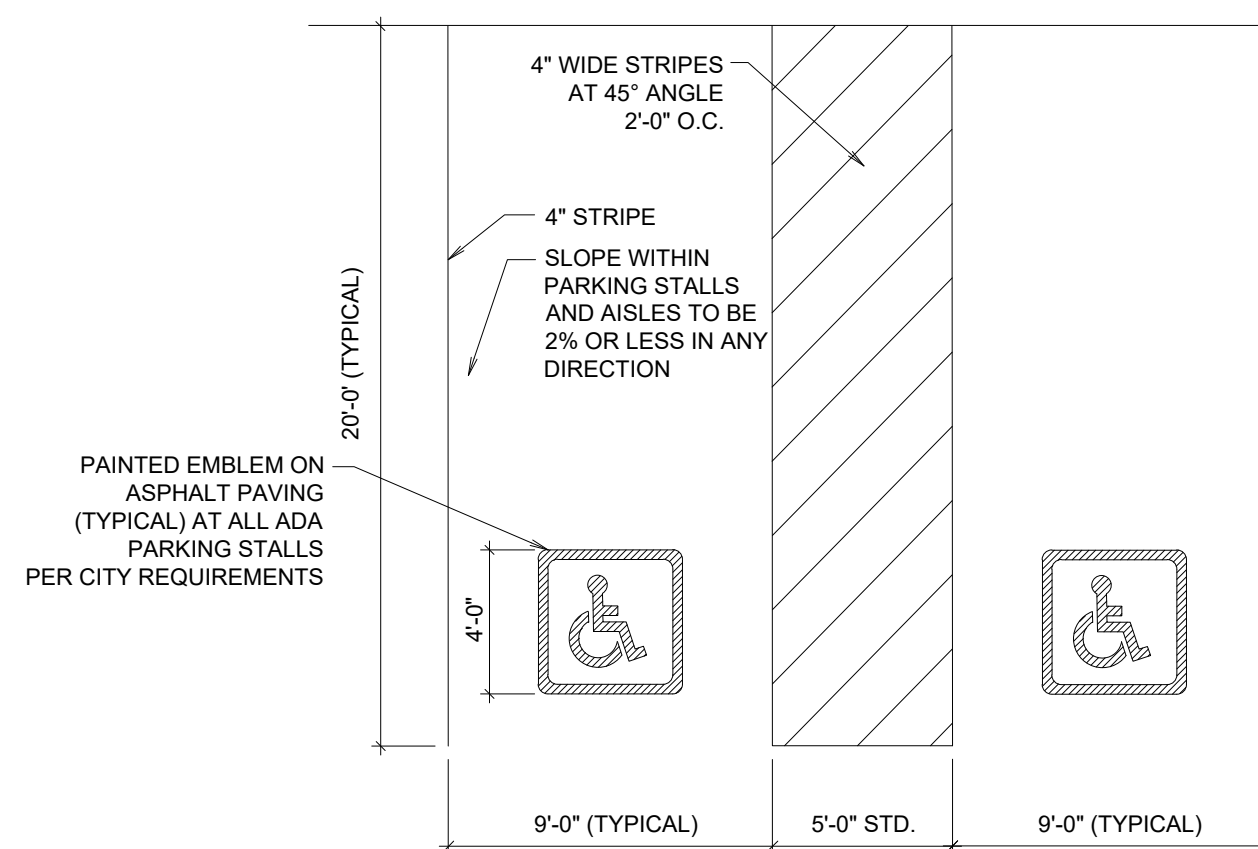 4" WIDE STRIPES
AT 45° ANGLE
2'-0" O.C.
4" STRIPE
SLOPE WITHIN
PARKING STALLS
AND AISLES TO BE
2% OR LESS IN ANY
DIRECTION
20'-0' (TYPICAL)
PAINTED EMBLEM ON
ASPHALT PAVING
(TYPICAL) AT ALL ADA
PARKING STALLS
PER CITY REQUIREMENTS
4'-0"
9'-0" (TYPICAL)
5'-0" STD.
9'-0" (TYPICAL)